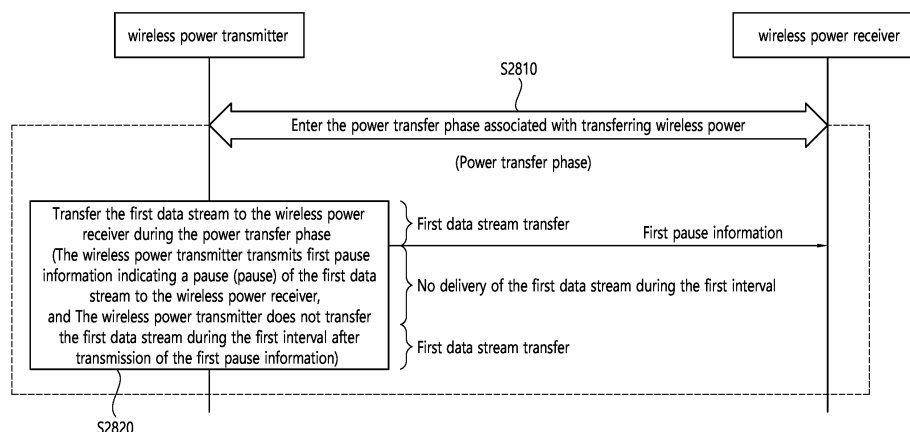 wireless power transmitter
wireless power receiver
S2810
Enter the power transfer phase associated with transferring wireless power
(Power transfer phase)
Transfer the first data stream to the wireless power
receiver during the power transfer phase
(The wireless power transmitter transmits first pause
information indicating a pause (pause) of the first data
stream to the wireless power receiver,
and The wireless power transmitter does not transfer
the first data stream during the first interval after
transmission of the first pause information)
First data stream transfer
First pause information
No delivery of the first data stream during the first interval
First data stream transfer
S2820